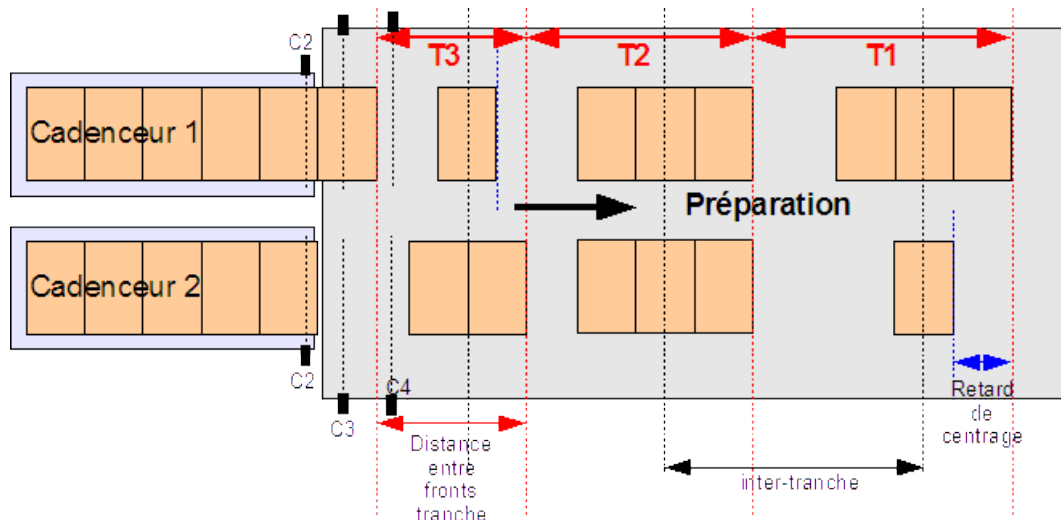 C2
T3
T2
T1
Cadenceur 1
Préparation
Cadenceur 2
C2
C4
C3
Retard
de
centrage
Distance
entre
fronts
tranche
inter-tranche